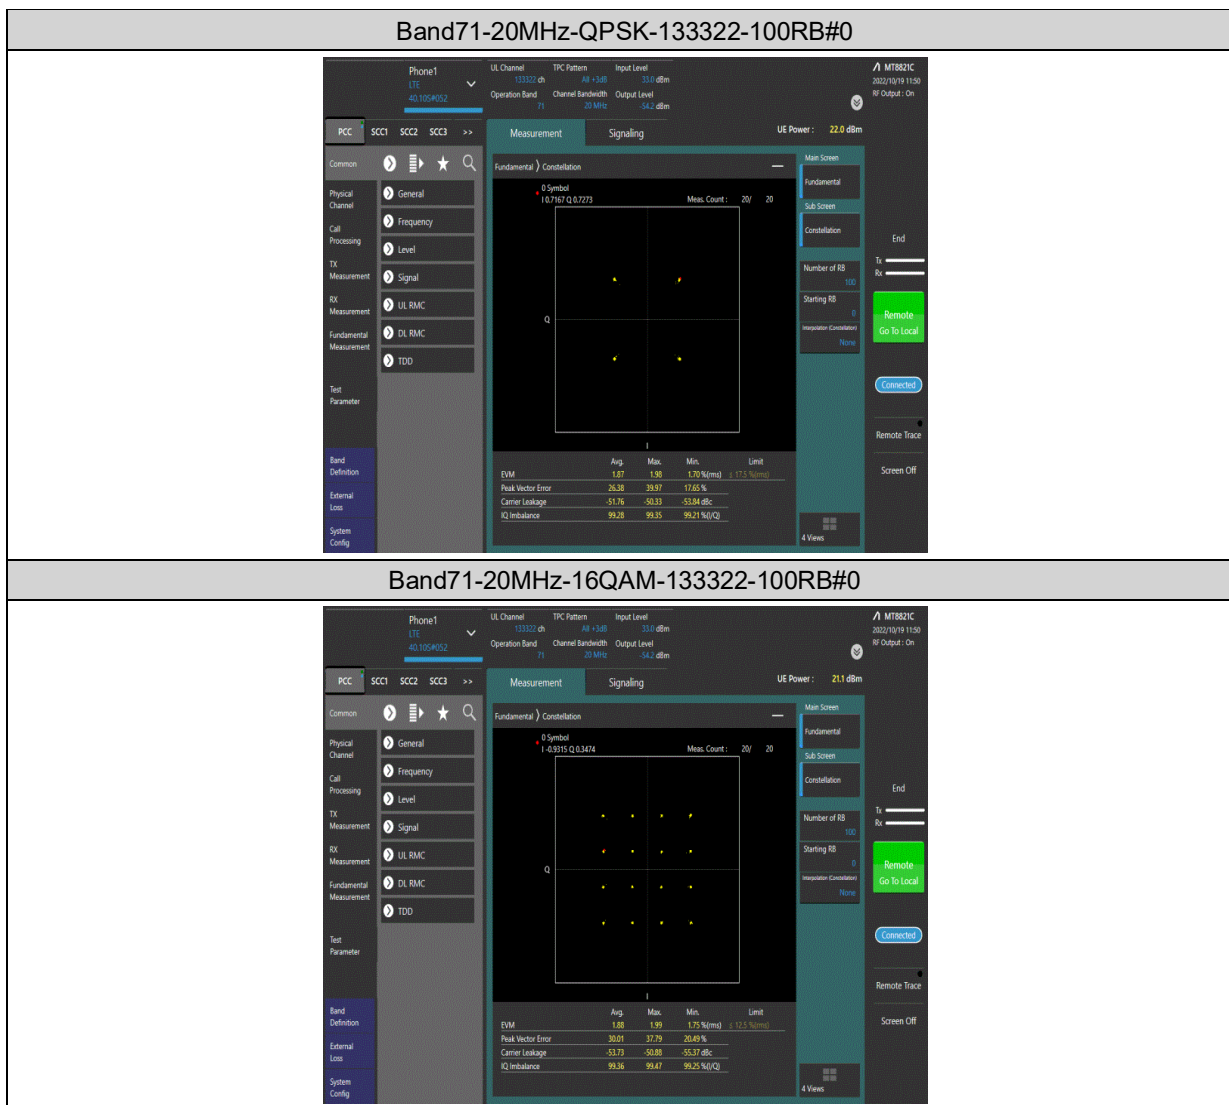 Band71-20MHz-QPSK-133322-100RB#0
Phone1
LTE
40.10S#052
UL Channel TPC Pattern Input Level
133322 ch All +3dB 33.0 dBm
Operation Band Channel Bandwidth Output Level
71 20 MHz -54.2 dBm
MT8821C
2022/10/19 11:50
RF Output : On
PCC SCC1 SCC2 SCC3 >>
Measurement Signaling
UE Power : 22.0 dBm
Common
Physical Channel
Call Processing
TX Measurement
RX Measurement
Fundamental Measurement
Test Parameter
Band Definition
External Loss
System Config
General
Frequency
Level
Signal
UL RMC
DL RMC
TDD
Fundamental Constellation
0 Symbol
I 0.7167 Q 0.7273 Meas. Count : 20/ 20
Q
I
Avg. Max. Min. Limit
EVM 1.87 1.98 1.70 %(rms) ≤ 17.5 %(rms)
Peak Vector Error 26.38 39.97 17.65 %
Carrier Leakage -51.76 -50.33 -53.84 dBc
IQ Imbalance 99.28 99.35 99.21 %(I/Q)
Main Screen
Fundamental
Sub Screen
Constellation
Number of RB
100
Starting RB
0
Interpolation (Constellation)
None
4 Views
End
Tx
Rx
Remote
Go To Local
Connected
Remote Trace
Screen Off
Band71-20MHz-16QAM-133322-100RB#0
Phone1
LTE
40.10S#052
UL Channel TPC Pattern Input Level
133322 ch All +3dB 33.0 dBm
Operation Band Channel Bandwidth Output Level
71 20 MHz -54.2 dBm
MT8821C
2022/10/19 11:50
RF Output : On
PCC SCC1 SCC2 SCC3 >>
Measurement Signaling
UE Power : 21.1 dBm
Common
Physical Channel
Call Processing
TX Measurement
RX Measurement
Fundamental Measurement
Test Parameter
Band Definition
External Loss
System Config
General
Frequency
Level
Signal
UL RMC
DL RMC
TDD
Fundamental Constellation
0 Symbol
I -0.9315 Q 0.3474 Meas. Count : 20/ 20
Q
I
Avg. Max. Min. Limit
EVM 1.88 1.99 1.75 %(rms) ≤ 12.5 %(rms)
Peak Vector Error 30.01 37.79 20.49 %
Carrier Leakage -53.73 -50.88 -55.37 dBc
IQ Imbalance 99.36 99.47 99.25 %(I/Q)
Main Screen
Fundamental
Sub Screen
Constellation
Number of RB
100
Starting RB
0
Interpolation (Constellation)
None
4 Views
End
Tx
Rx
Remote
Go To Local
Connected
Remote Trace
Screen Off